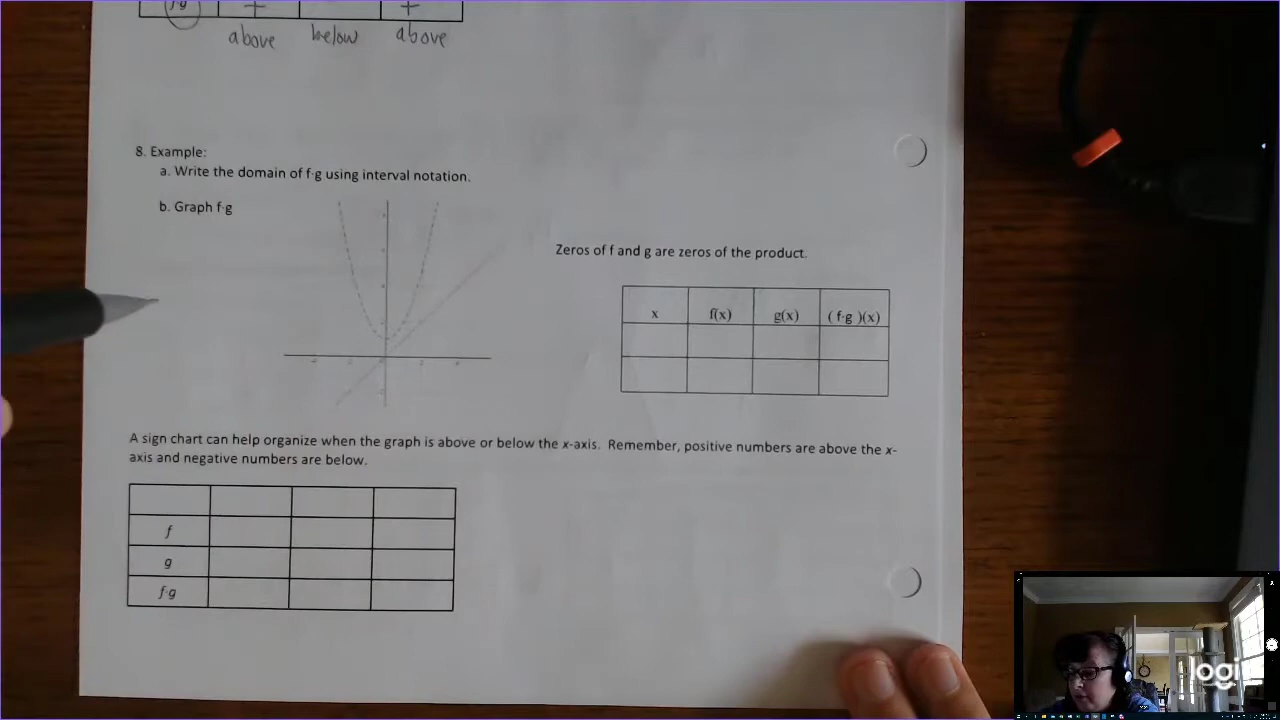 f·g + +
above below above
8. Example:
a. Write the domain of f·g using interval notation.
b. Graph f·g
Zeros of f and g are zeros of the product.
x f(x) g(x) ( f·g )(x)
A sign chart can help organize when the graph is above or below the x-axis. Remember, positive numbers are above the x-
axis and negative numbers are below.
f
g
f·g
logi